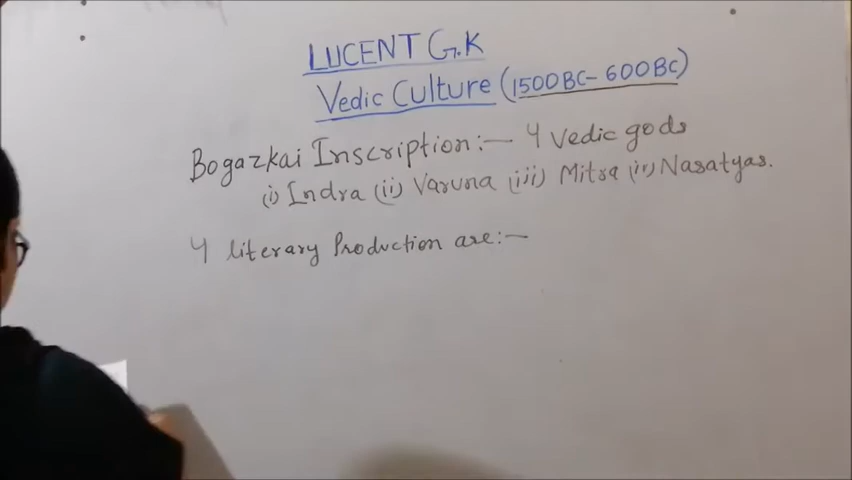 LUCENT G.K
Vedic Culture (1500BC- 600BC)
Bogazkai Inscription:- 4 Vedic gods
(i) Indra (ii) Varuna (iii) Mitra (iv) Nasatyas.
4 literary Production are:-